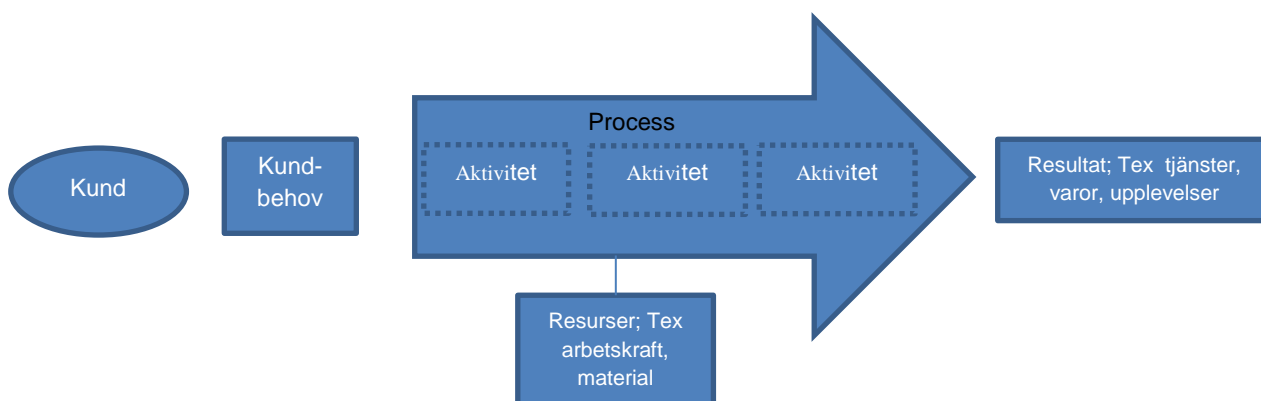 Kund
Kund-
behov
Process
Aktivitet
Aktivitet
Aktivitet
Resurser; Tex
arbetskraft,
material
Resultat; Tex tjänster,
varor, upplevelser